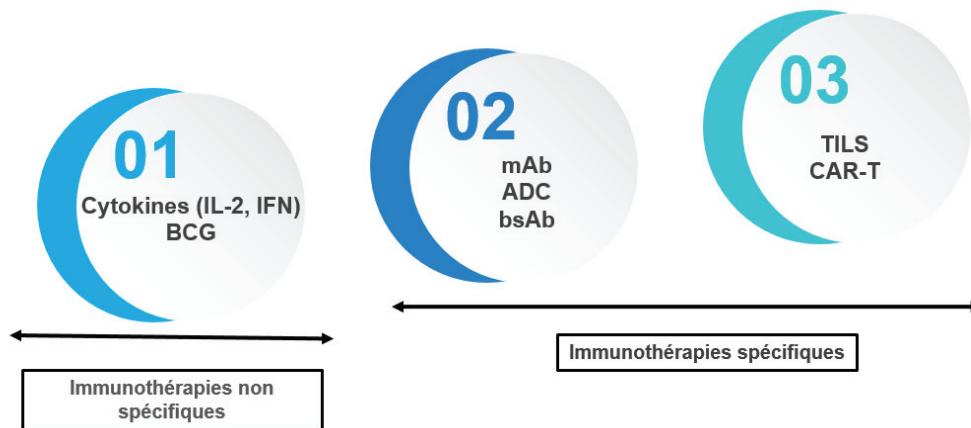 01
Cytokines (IL-2, IFN)
BCG
02
mAb
ADC
bsAb
03
TILS
CAR-T
Immunothérapies non
spécifiques
Immunothérapies spécifiques